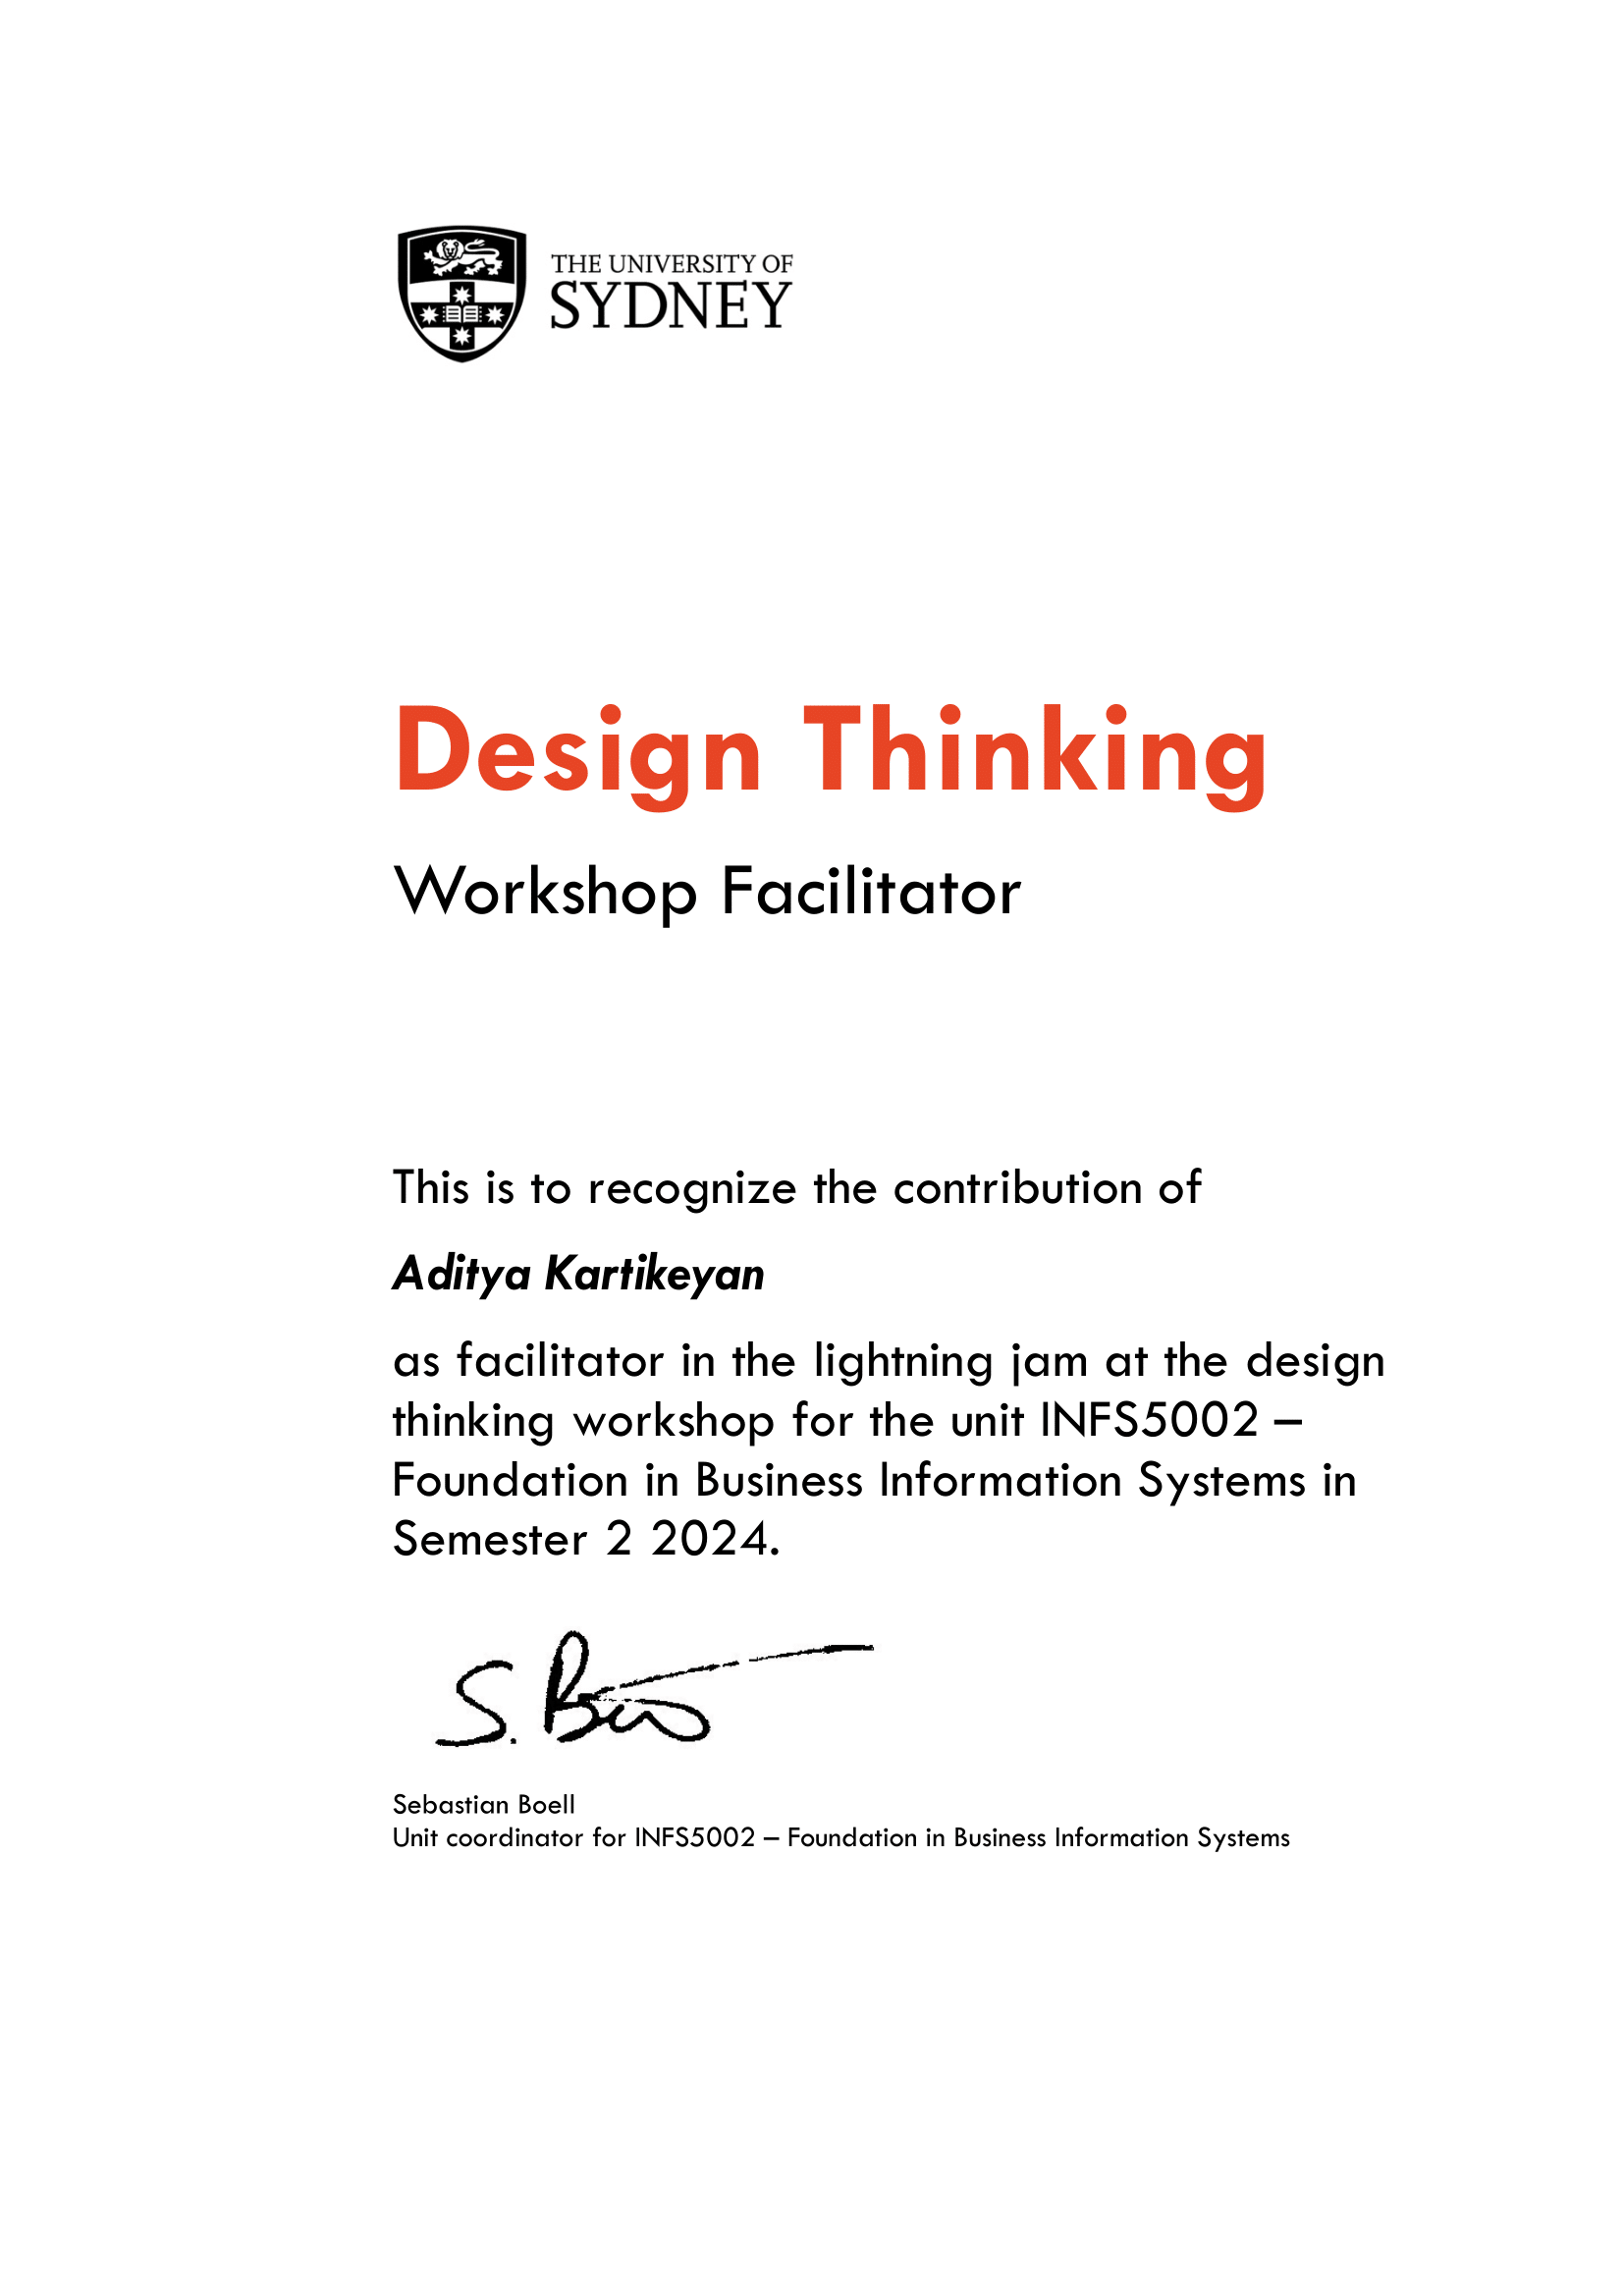 THE UNIVERSITY OF
SYDNEY
Design Thinking
Workshop Facilitator
This is to recognize the contribution of
Aditya Kartikeyan
as facilitator in the lightning jam at the design
thinking workshop for the unit INFS5002 –
Foundation in Business Information Systems in
Semester 2 2024.
Sebastian Boell
Unit coordinator for INFS5002 – Foundation in Business Information Systems